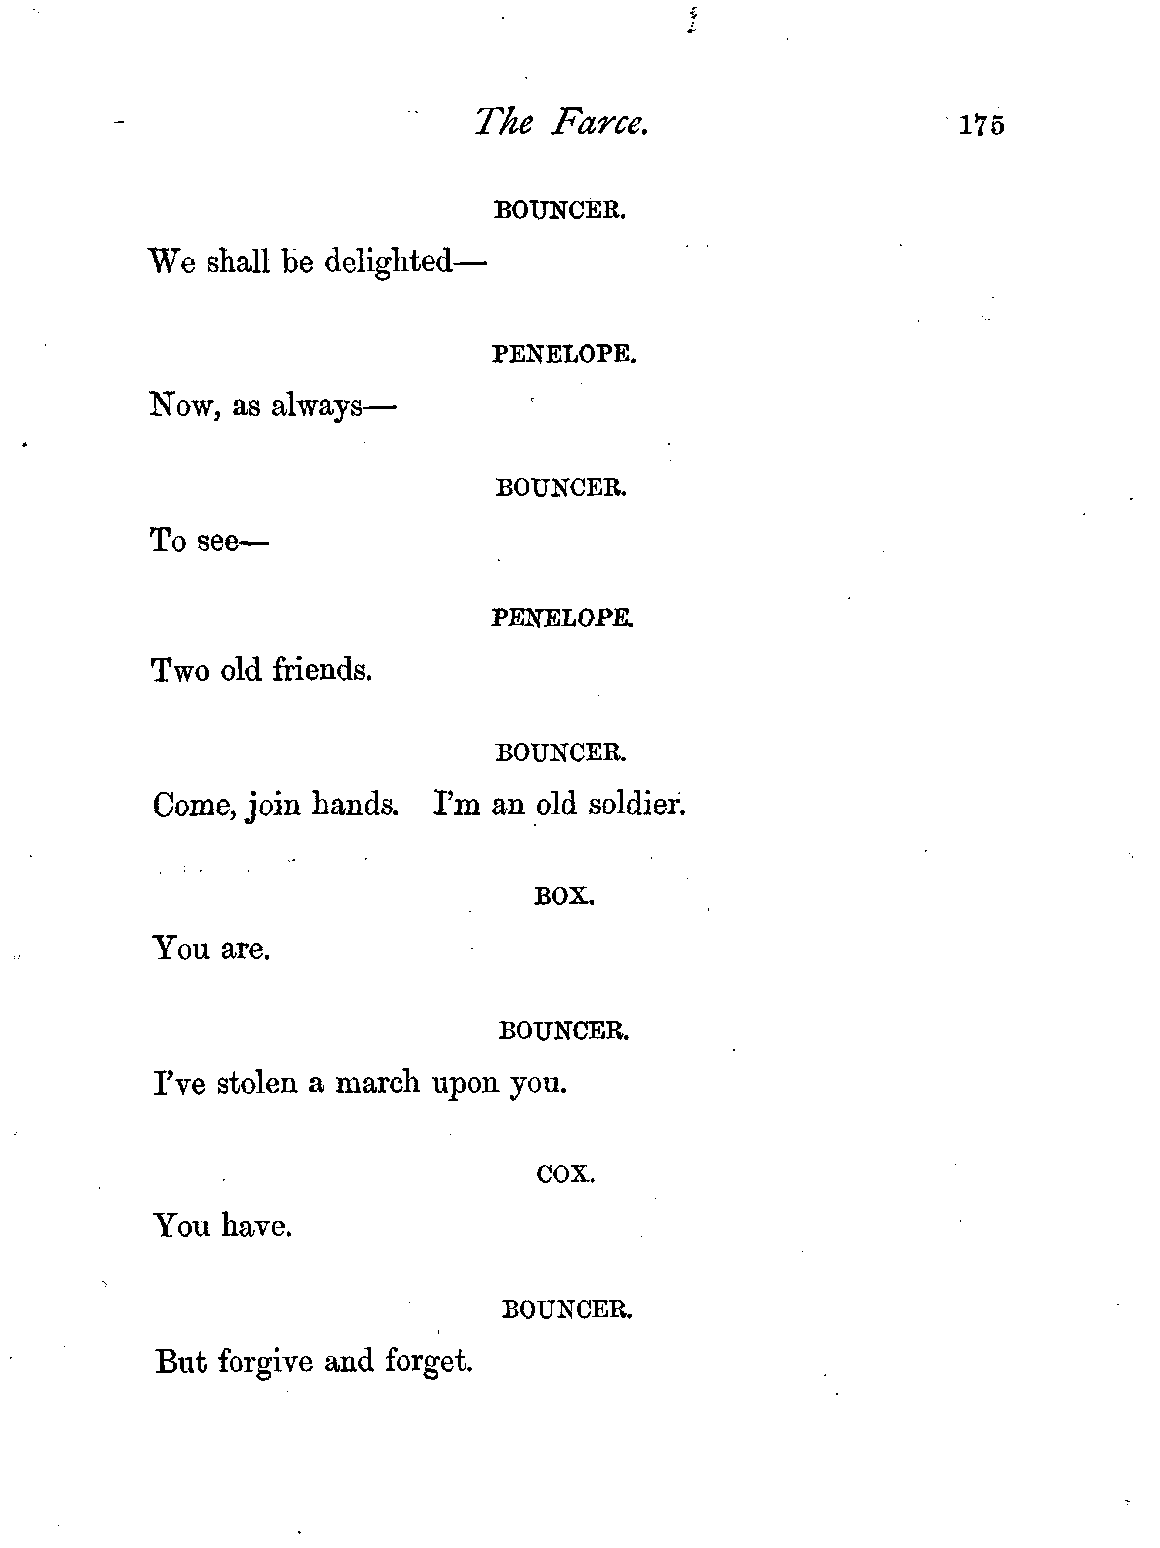 The Farce. 175
BOUNCER.
We shall be delighted—
PENELOPE.
Now, as always—
BOUNCER.
To see—
PENELOPE.
Two old friends.
BOUNCER.
Come, join hands. I'm an old soldier.
BOX.
You are.
BOUNCER.
I've stolen a march upon you.
COX.
You have.
BOUNCER.
But forgive and forget.